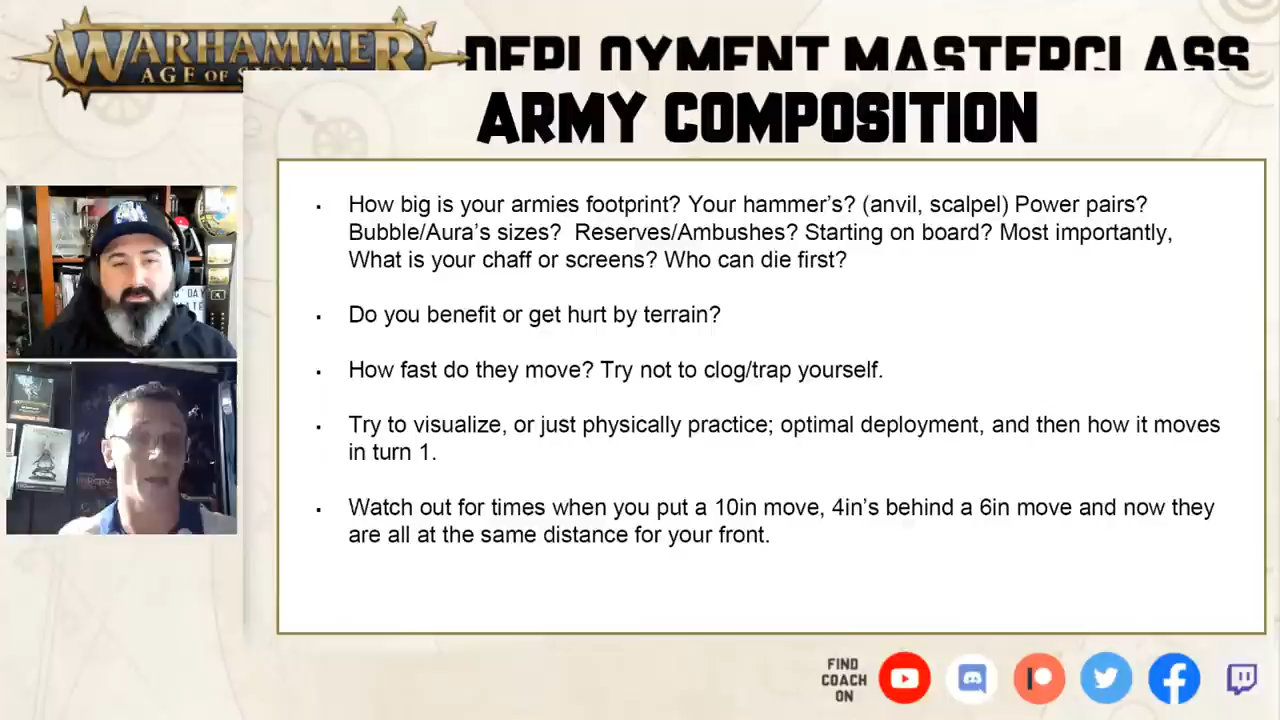 WARHAMMER
AGE OF SIGMAR
DEPLOYMENT MASTERCLASS
ARMY COMPOSITION
How big is your armies footprint? Your hammer's? (anvil, scalpel) Power pairs?
Bubble/Aura's sizes?  Reserves/Ambushes? Starting on board? Most importantly,
What is your chaff or screens? Who can die first?
Do you benefit or get hurt by terrain?
How fast do they move? Try not to clog/trap yourself.
Try to visualize, or just physically practice; optimal deployment, and then how it moves
in turn 1.
Watch out for times when you put a 10in move, 4in's behind a 6in move and now they
are all at the same distance for your front.
G'DAY
FIND
COACH
ON